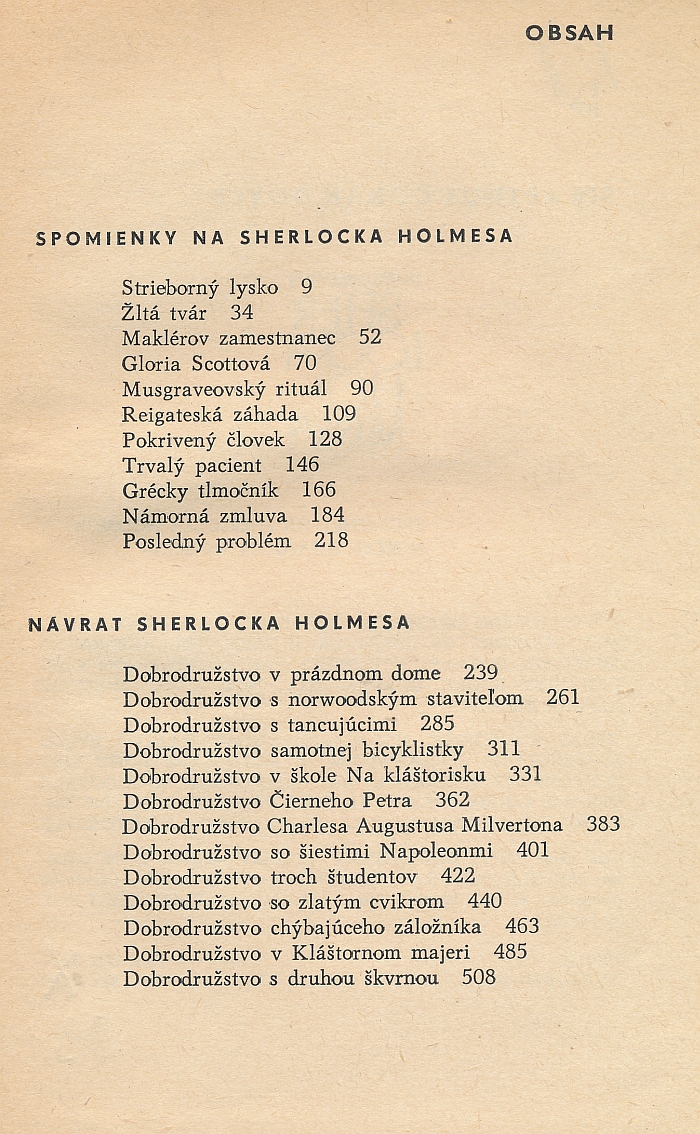 OBSAH
SPOMIENKY NA SHERLOCKA HOLMESA
Strieborný lysko 9
Žltá tvár 34
Maklérov zamestnanec 52
Gloria Scottová 70
Musgraveovský rituál 90
Reigateská záhada 109
Pokrivený človek 128
Trvalý pacient 146
Grécky tlmočník 166
Námorná zmluva 184
Posledný problém 218
NÁVRAT SHERLOCKA HOLMESA
Dobrodružstvo v prázdnom dome 239
Dobrodružstvo s norwoodským staviteľom 261
Dobrodružstvo s tancujúcimi 285
Dobrodružstvo samotnej bicyklistky 311
Dobrodružstvo v škole Na kláštorisku 331
Dobrodružstvo Čierneho Petra 362
Dobrodružstvo Charlesa Augustusa Milvertona 383
Dobrodružstvo so šiestimi Napoleonmi 401
Dobrodružstvo troch študentov 422
Dobrodružstvo so zlatým cvikrom 440
Dobrodružstvo chýbajúceho záložníka 463
Dobrodružstvo v Kláštornom majeri 485
Dobrodružstvo s druhou škvrnou 508